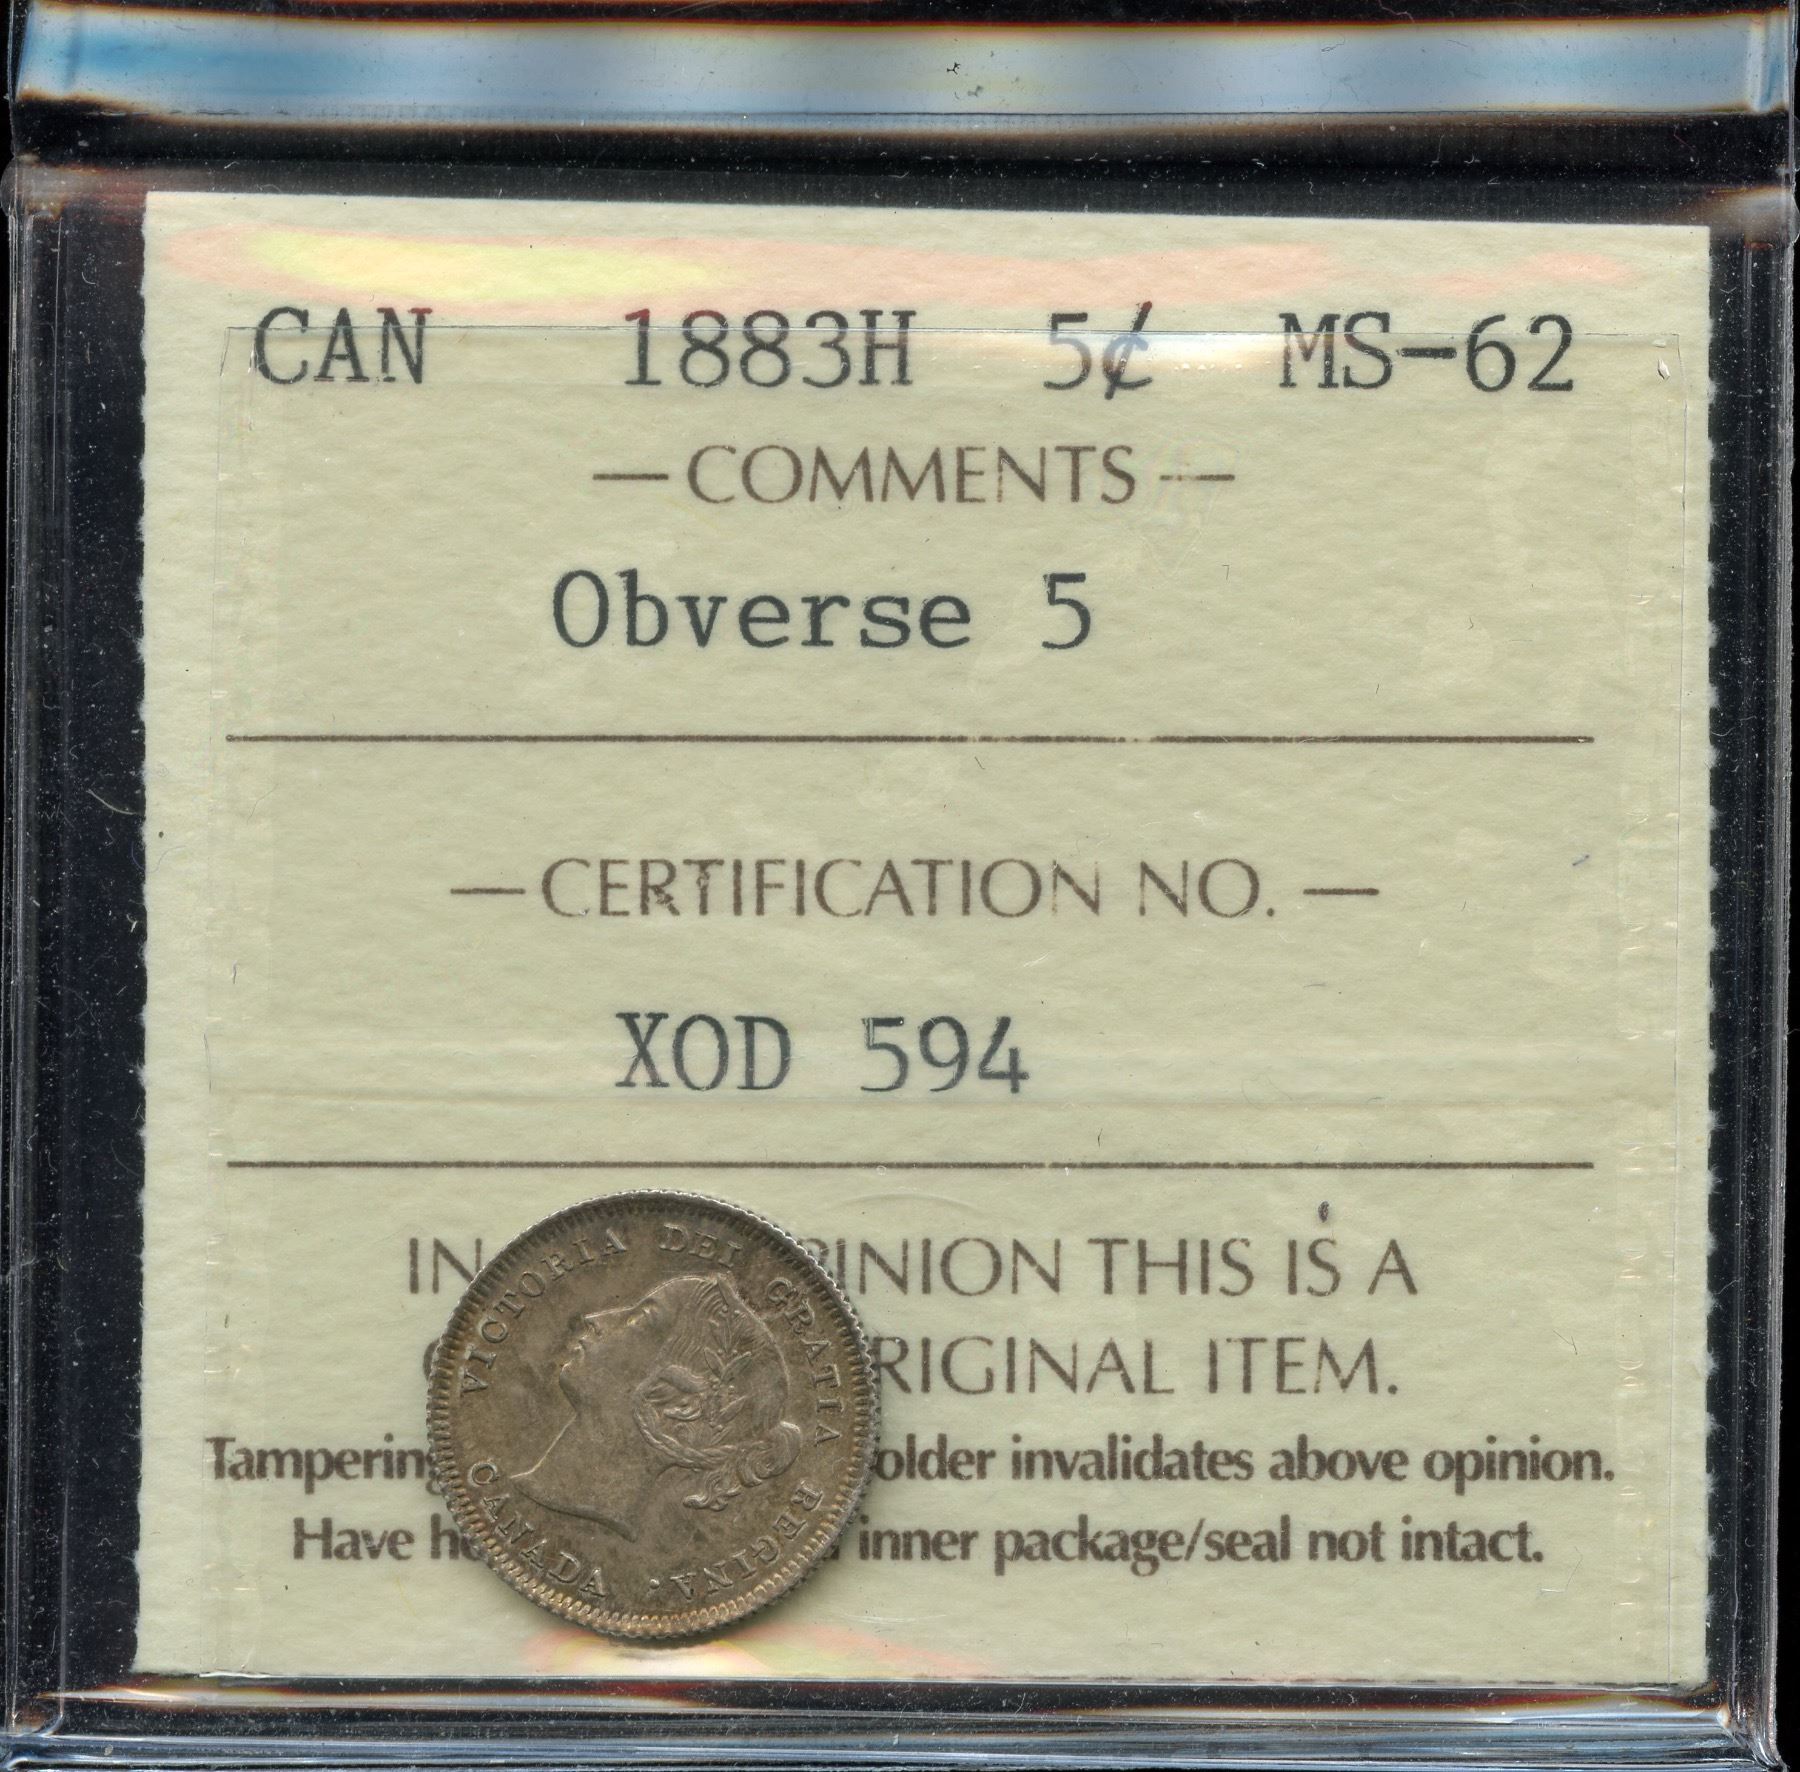 CAN 1883H 5¢ MS-62
— COMMENTS —
Obverse 5
— CERTIFICATION NO. —
XOD 594
IN INION THIS IS A
RIGINAL ITEM.
Tampering older invalidates above opinion.
Have inner package/seal not intact.
VICTORIA DEI GRATIA REGINA.
CANADA